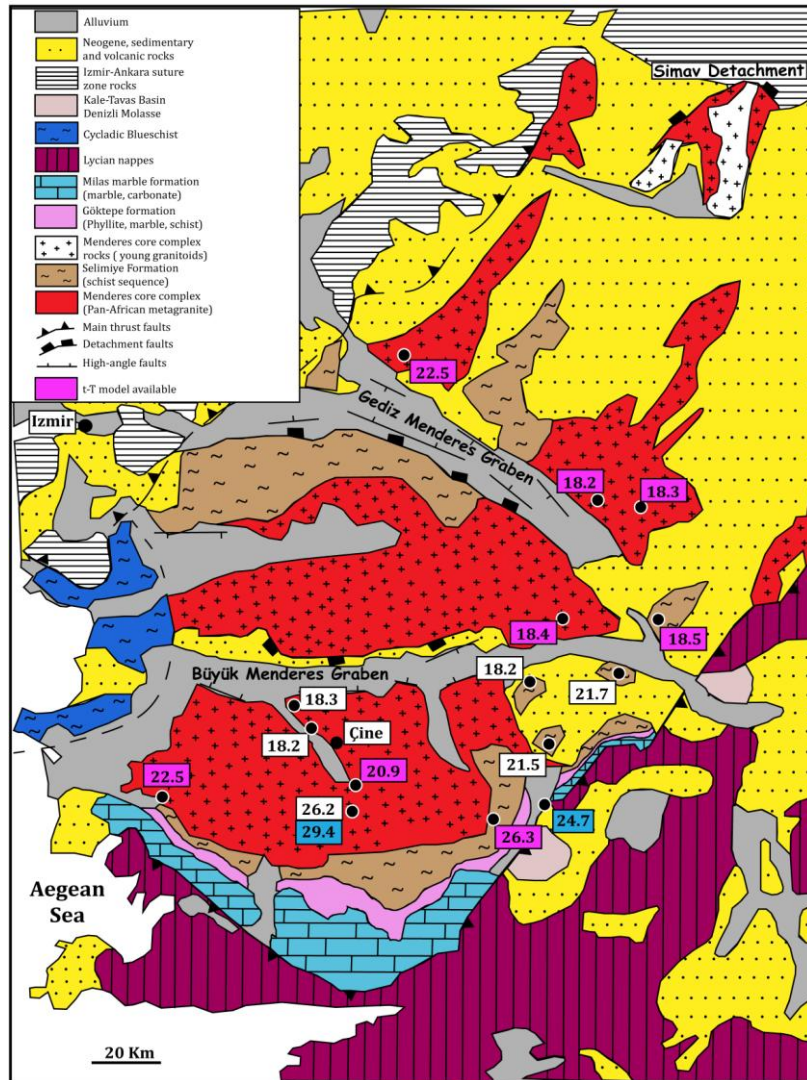 Alluvium
Neogene, sedimentary
and volcanic rocks
Izmir-Ankara suture
zone rocks
Kale-Tavas Basin
Denizli Molasse
Cycladic Blueschist
Lycian nappes
Milas marble formation
(marble, carbonate)
Göktepe formation
(Phyllite, marble, schist)
Menderes core complex
rocks ( young granitoids)
Selimiye Formation
(schist sequence)
Menderes core complex
(Pan-African metagranite)
Main thrust faults
Detachment faults
High-angle faults
t-T model available
Simav Detachment
22.5
Izmir
Gediz Menderes Graben
18.2
18.3
18.4
18.5
Büyük Menderes Graben
18.2
21.7
18.3
18.2
Çine
21.5
22.5
20.9
26.2
29.4
24.7
26.3
Aegean
Sea
20 Km